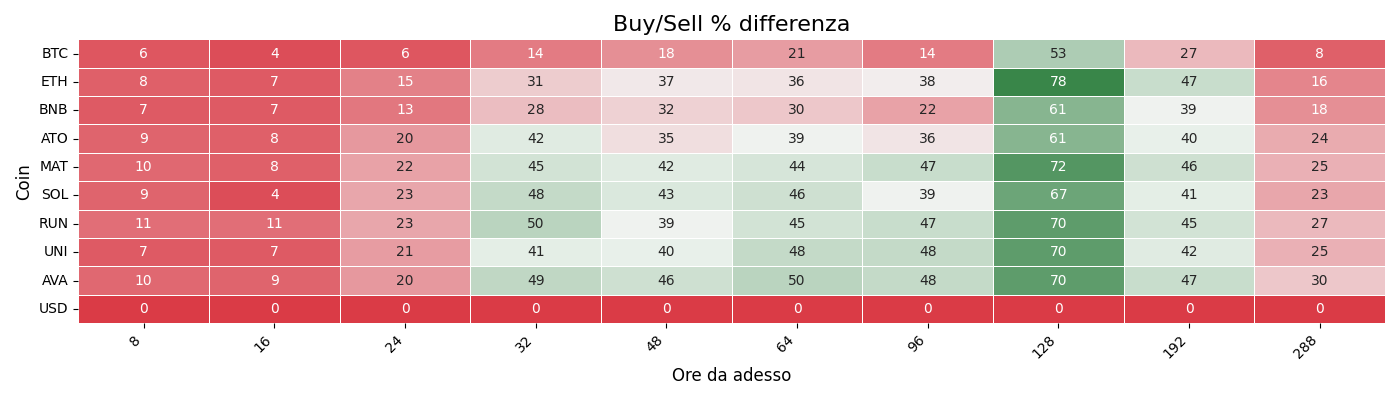 Buy/Sell % differenza
Coin
BTC 6 4 6 14 18 21 14 53 27 8
ETH 8 7 15 31 37 36 38 78 47 16
BNB 7 7 13 28 32 30 22 61 39 18
ATO 9 8 20 42 35 39 36 61 40 24
MAT 10 8 22 45 42 44 47 72 46 25
SOL 9 4 23 48 43 46 39 67 41 23
RUN 11 11 23 50 39 45 47 70 45 27
UNI 7 7 21 41 40 48 48 70 42 25
AVA 10 9 20 49 46 50 48 70 47 30
USD 0 0 0 0 0 0 0 0 0 0
8 16 24 32 48 64 96 128 192 288
Ore da adesso